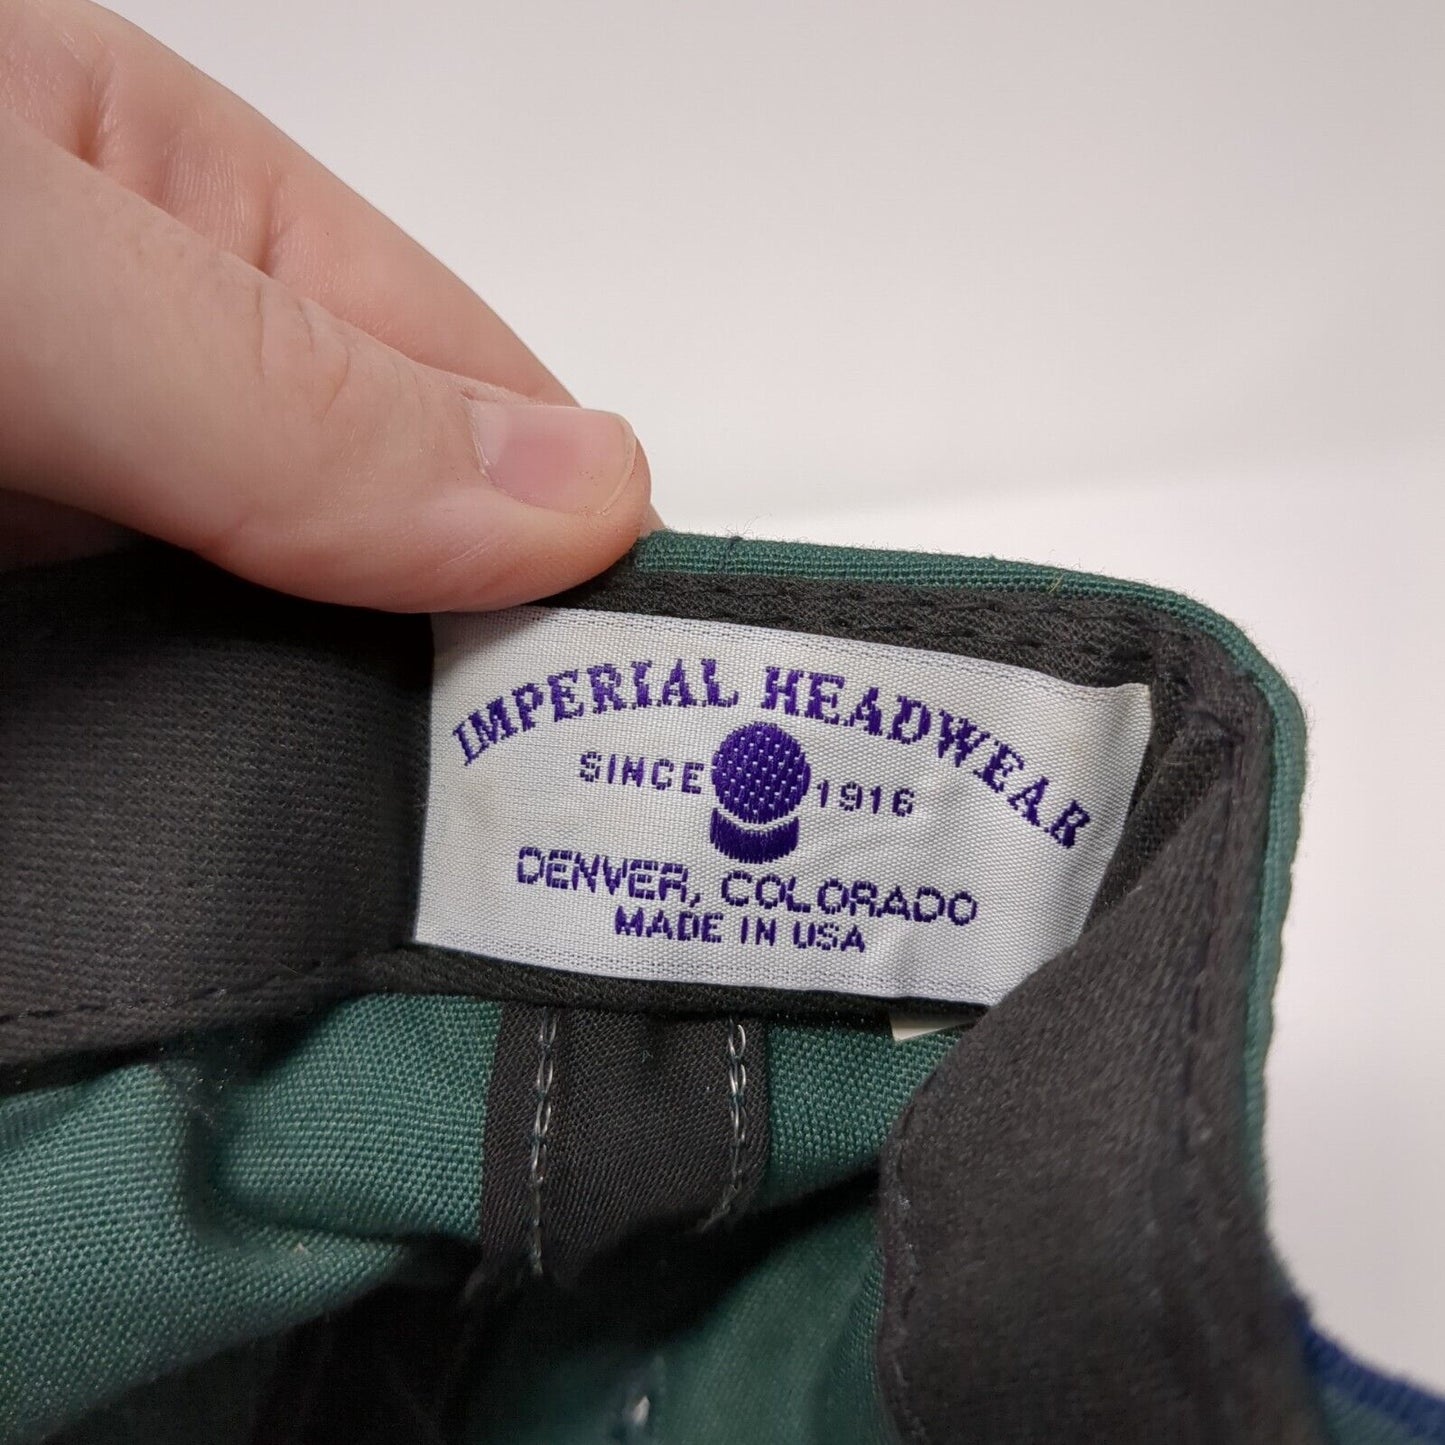 IMPERIAL HEADWEAR
SINCE 1916
DENVER, COLORADO
MADE IN USA